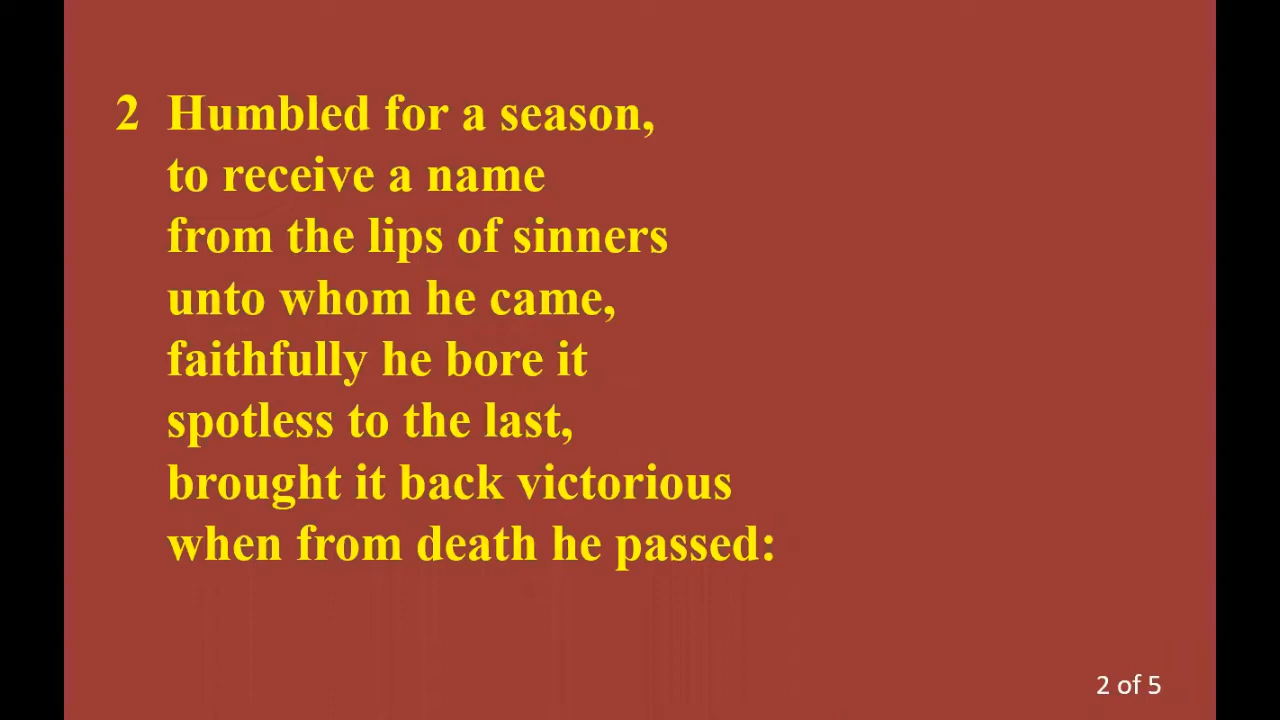 2 Humbled for a season,
to receive a name
from the lips of sinners
unto whom he came,
faithfully he bore it
spotless to the last,
brought it back victorious
when from death he passed:
2 of 5